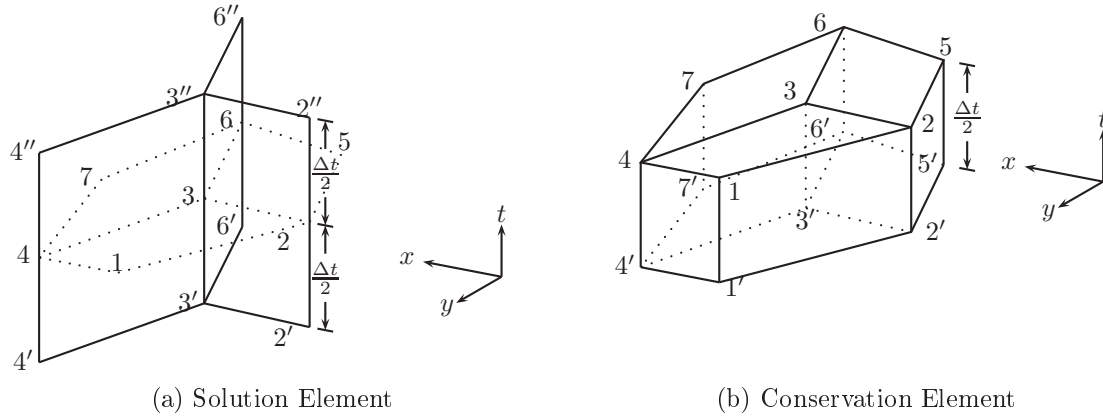 6′′
3′′
2′′
4′′
6
5
7
Δt/2
3
4
1
6′
2
Δt/2
3′
2′
4′
t
x
y
(a) Solution Element
6
5
7
3
Δt/2
6′
2
4
5′
7′
1
3′
2′
4′
1′
t
x
y
(b) Conservation Element